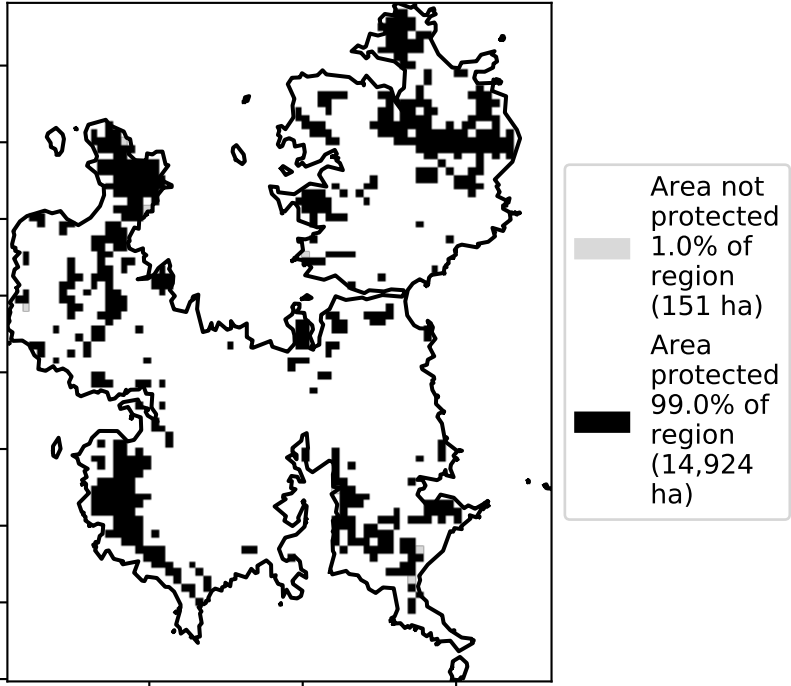 Area not
protected
1.0% of
region
(151 ha)
Area
protected
99.0% of
region
(14,924
ha)